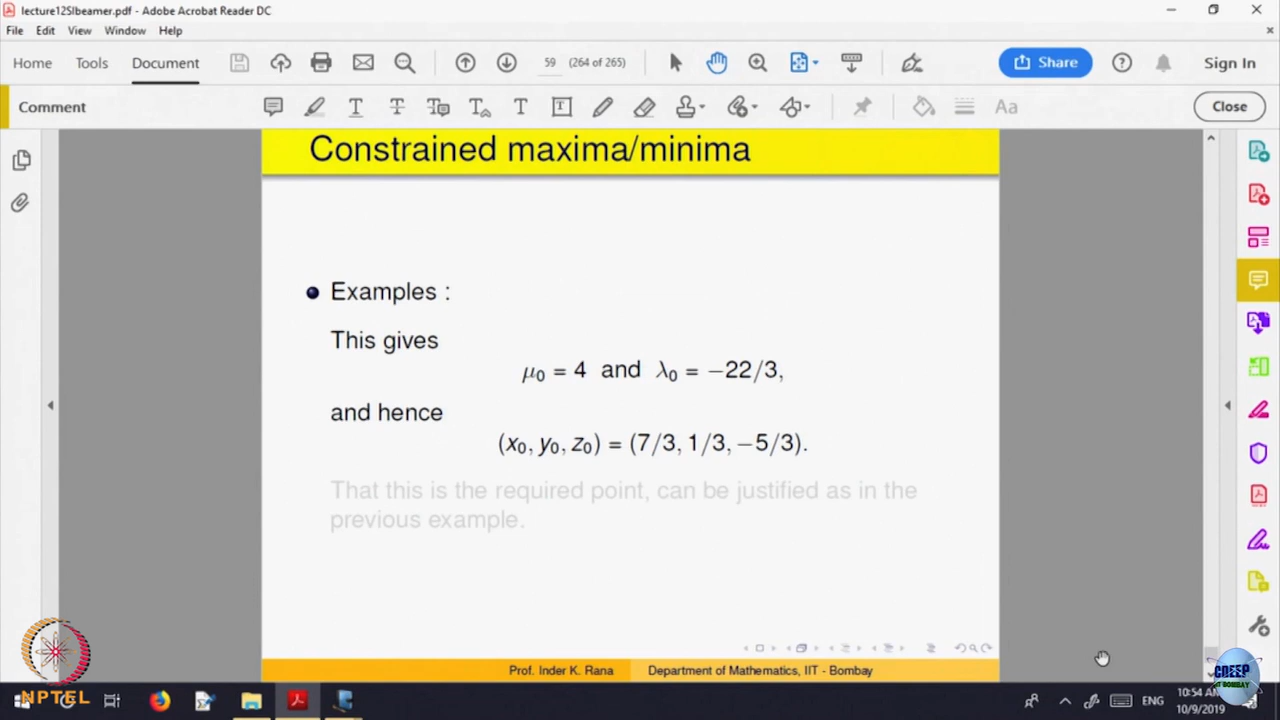 lecture12Slbeamer.pdf - Adobe Acrobat Reader DC
File Edit View Window Help
Home Tools Document 59 (264 of 265) Share Sign In
Comment Aa Close
Constrained maxima/minima
Examples :
This gives
μ₀ = 4 and λ₀ = −22/3,
and hence
(x₀, y₀, z₀) = (7/3, 1/3, −5/3).
That this is the required point, can be justified as in the
previous example.
Prof. Inder K. Rana Department of Mathematics, IIT - Bombay
NPTEL
CDEEP
IIT BOMBAY
ENG
10:54 AM
10/9/2019